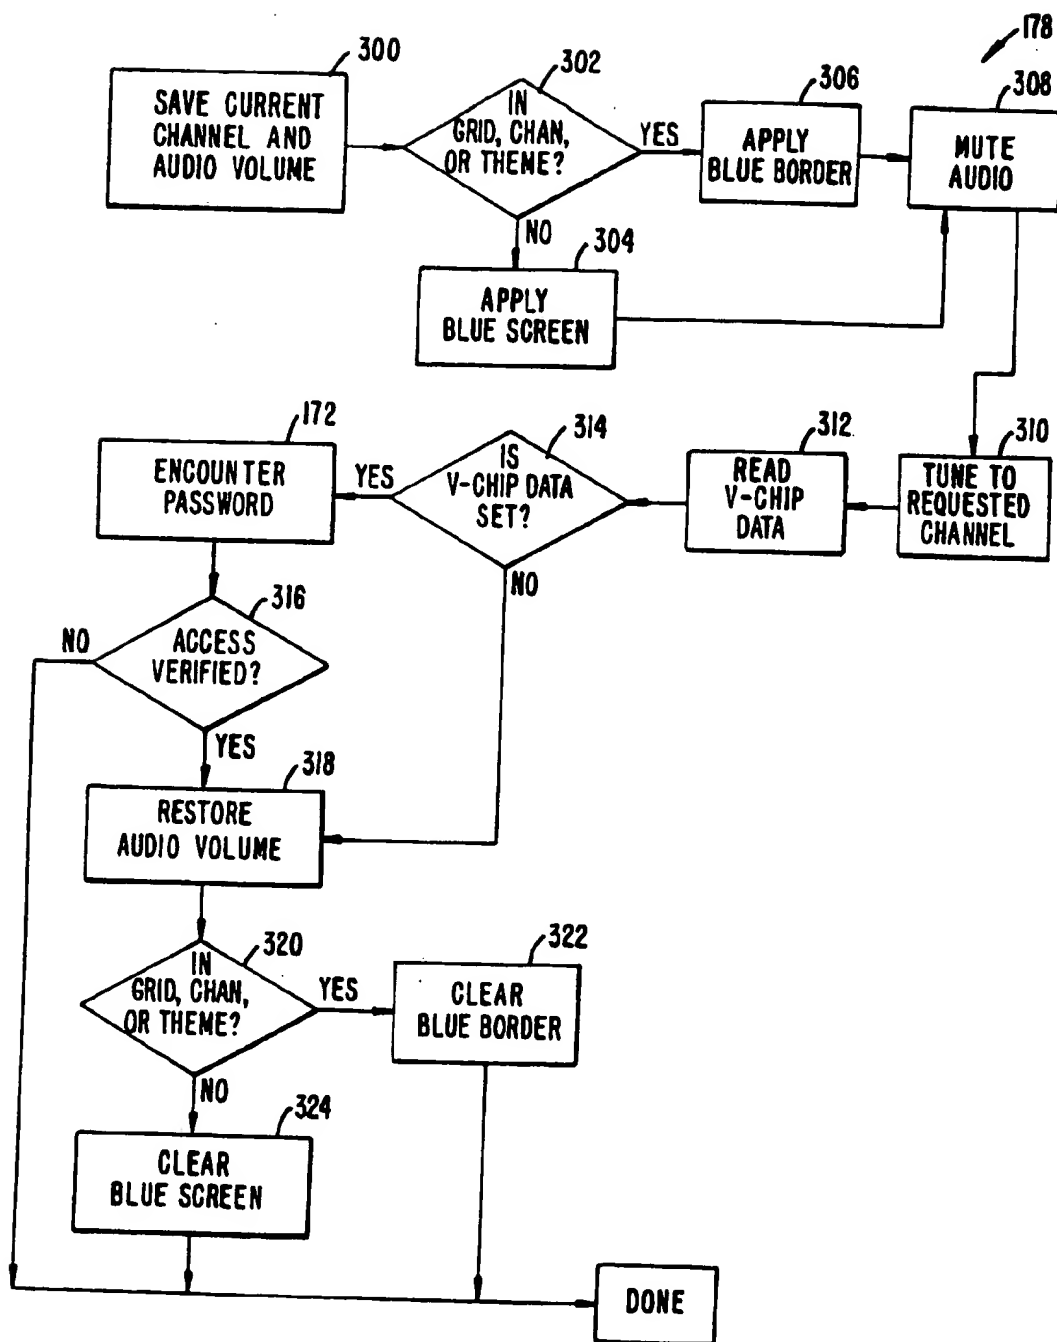 178
300
SAVE CURRENT
CHANNEL AND
AUDIO VOLUME
302
IN
GRID, CHAN,
OR THEME?
YES
NO
306
APPLY
BLUE BORDER
308
MUTE
AUDIO
304
APPLY
BLUE SCREEN
310
TUNE TO
REQUESTED
CHANNEL
312
READ
V-CHIP
DATA
314
IS
V-CHIP DATA
SET?
YES
NO
172
ENCOUNTER
PASSWORD
316
ACCESS
VERIFIED?
NO
YES
318
RESTORE
AUDIO VOLUME
320
IN
GRID, CHAN,
OR THEME?
YES
NO
322
CLEAR
BLUE BORDER
324
CLEAR
BLUE SCREEN
DONE